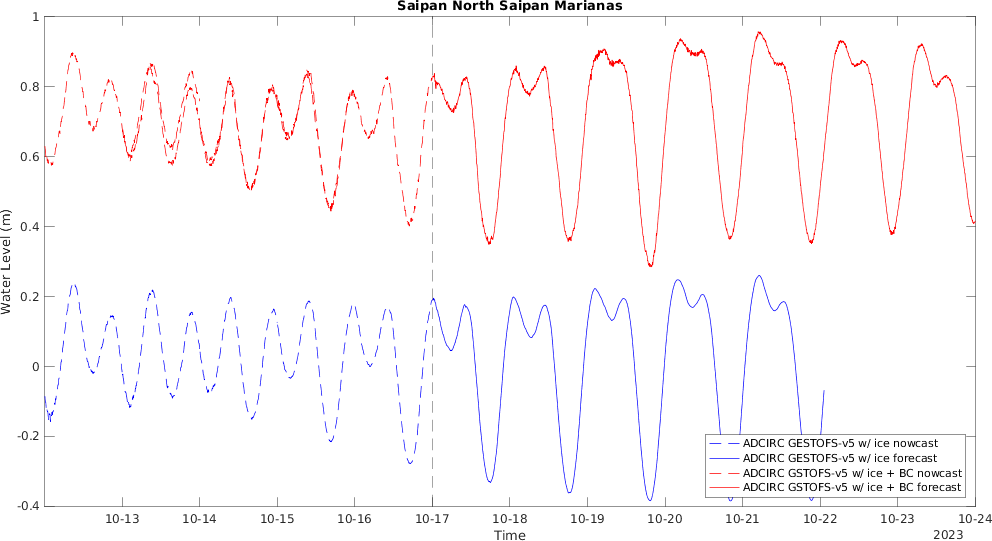 Saipan North Saipan Marianas
Water Level (m)
1
0.8
0.6
0.4
0.2
0
-0.2
-0.4
ADCIRC GESTOFS-v5 w/ ice nowcast
ADCIRC GESTOFS-v5 w/ ice forecast
ADCIRC GSTOFS-v5 w/ ice + BC nowcast
ADCIRC GSTOFS-v5 w/ ice + BC forecast
10-13 10-14 10-15 10-16 10-17 10-18 10-19 10-20 10-21 10-22 10-23 10-24
Time
2023